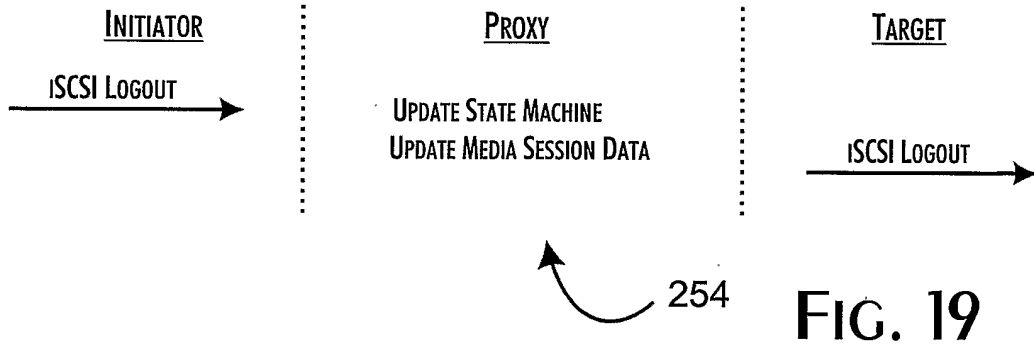 INITIATOR
PROXY
TARGET
iSCSI LOGOUT
UPDATE STATE MACHINE
UPDATE MEDIA SESSION DATA
iSCSI LOGOUT
254
FIG. 19